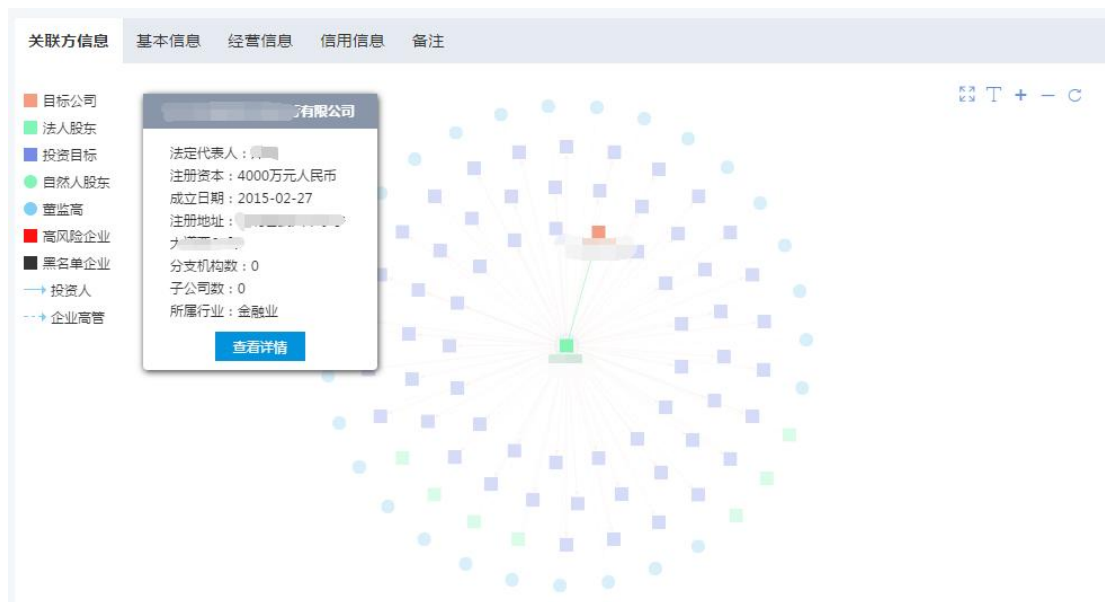 关联方信息 基本信息 经营信息 信用信息 备注
目标公司
法人股东
投资目标
自然人股东
董监高
高风险企业
黑名单企业
投资人
企业高管
有限公司
法定代表人：
注册资本：4000万元人民币
成立日期：2015-02-27
注册地址：
分支机构数：0
子公司数：0
所属行业：金融业
查看详情
T + −